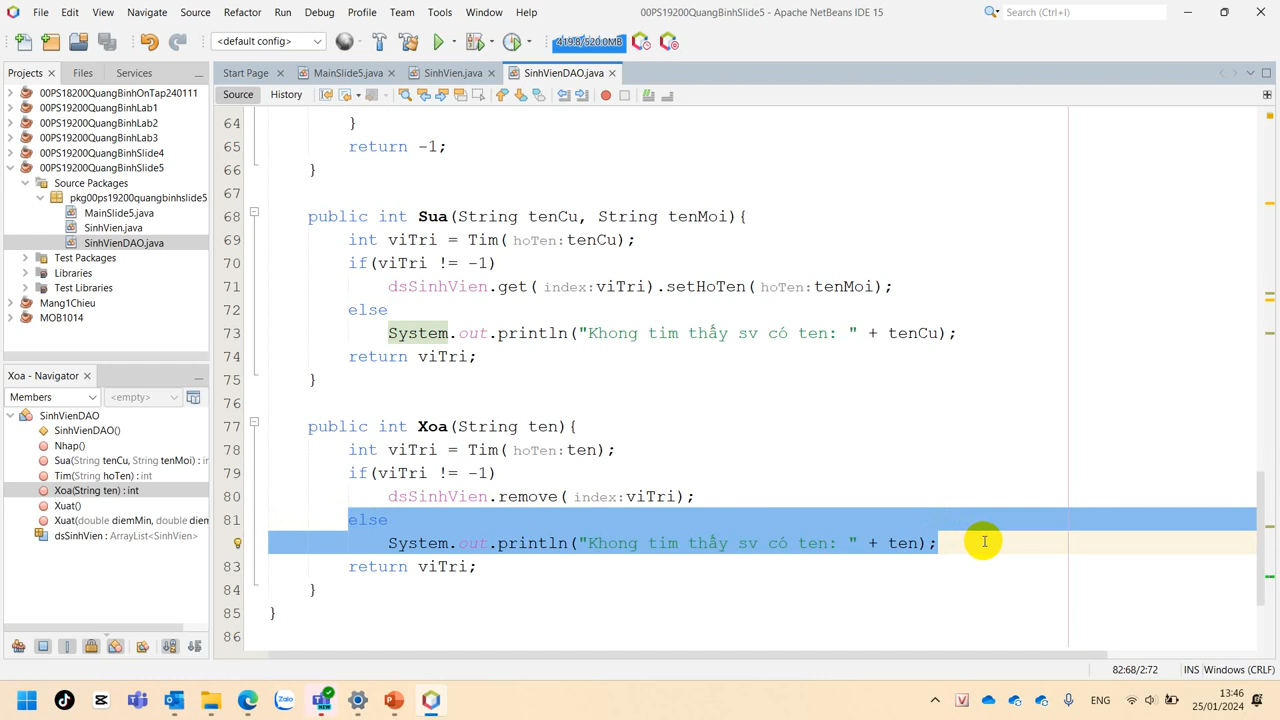 File Edit View Navigate Source Refactor Run Debug Profile Team Tools Window Help
00PS19200QuangBinhSlide5 - Apache NetBeans IDE 15
Search (Ctrl+I)
<default config>
419.8/520.0MB
Projects Files Services
Start Page MainSlide5.java SinhVien.java SinhVienDAO.java
Source History
00PS18200QuangBinhOnTap240111
00PS19200QuangBinhLab1
00PS19200QuangBinhLab2
00PS19200QuangBinhLab3
00PS19200QuangBinhSlide4
00PS19200QuangBinhSlide5
Source Packages
pkg00ps19200quangbinhslide5
MainSlide5.java
SinhVien.java
SinhVienDAO.java
Test Packages
Libraries
Test Libraries
Mang1Chieu
MOB1014
Xoa - Navigator
Members <empty>
SinhVienDAO
SinhVienDAO()
Nhap()
Sua(String tenCu, String tenMoi) : ir
Tim(String hoTen) : int
Xoa(String ten) : int
Xuat()
Xuat(double diemMin, double diem
dsSinhVien : ArrayList<SinhVien>
64 }
65 return -1;
66 }
67
68 public int Sua(String tenCu, String tenMoi){
69 int viTri = Tim(hoTen:tenCu);
70 if(viTri != -1)
71 dsSinhVien.get(index:viTri).setHoTen(hoTen:tenMoi);
72 else
73 System.out.println("Khong tim thấy sv có ten: " + tenCu);
74 return viTri;
75 }
76
77 public int Xoa(String ten){
78 int viTri = Tim(hoTen:ten);
79 if(viTri != -1)
80 dsSinhVien.remove(index:viTri);
81 else
System.out.println("Khong tim thấy sv có ten: " + ten);
83 return viTri;
84 }
85 }
86
82:68/2:72 INS Windows (CRLF)
Zalo
NEW
ENG
13:46
25/01/2024